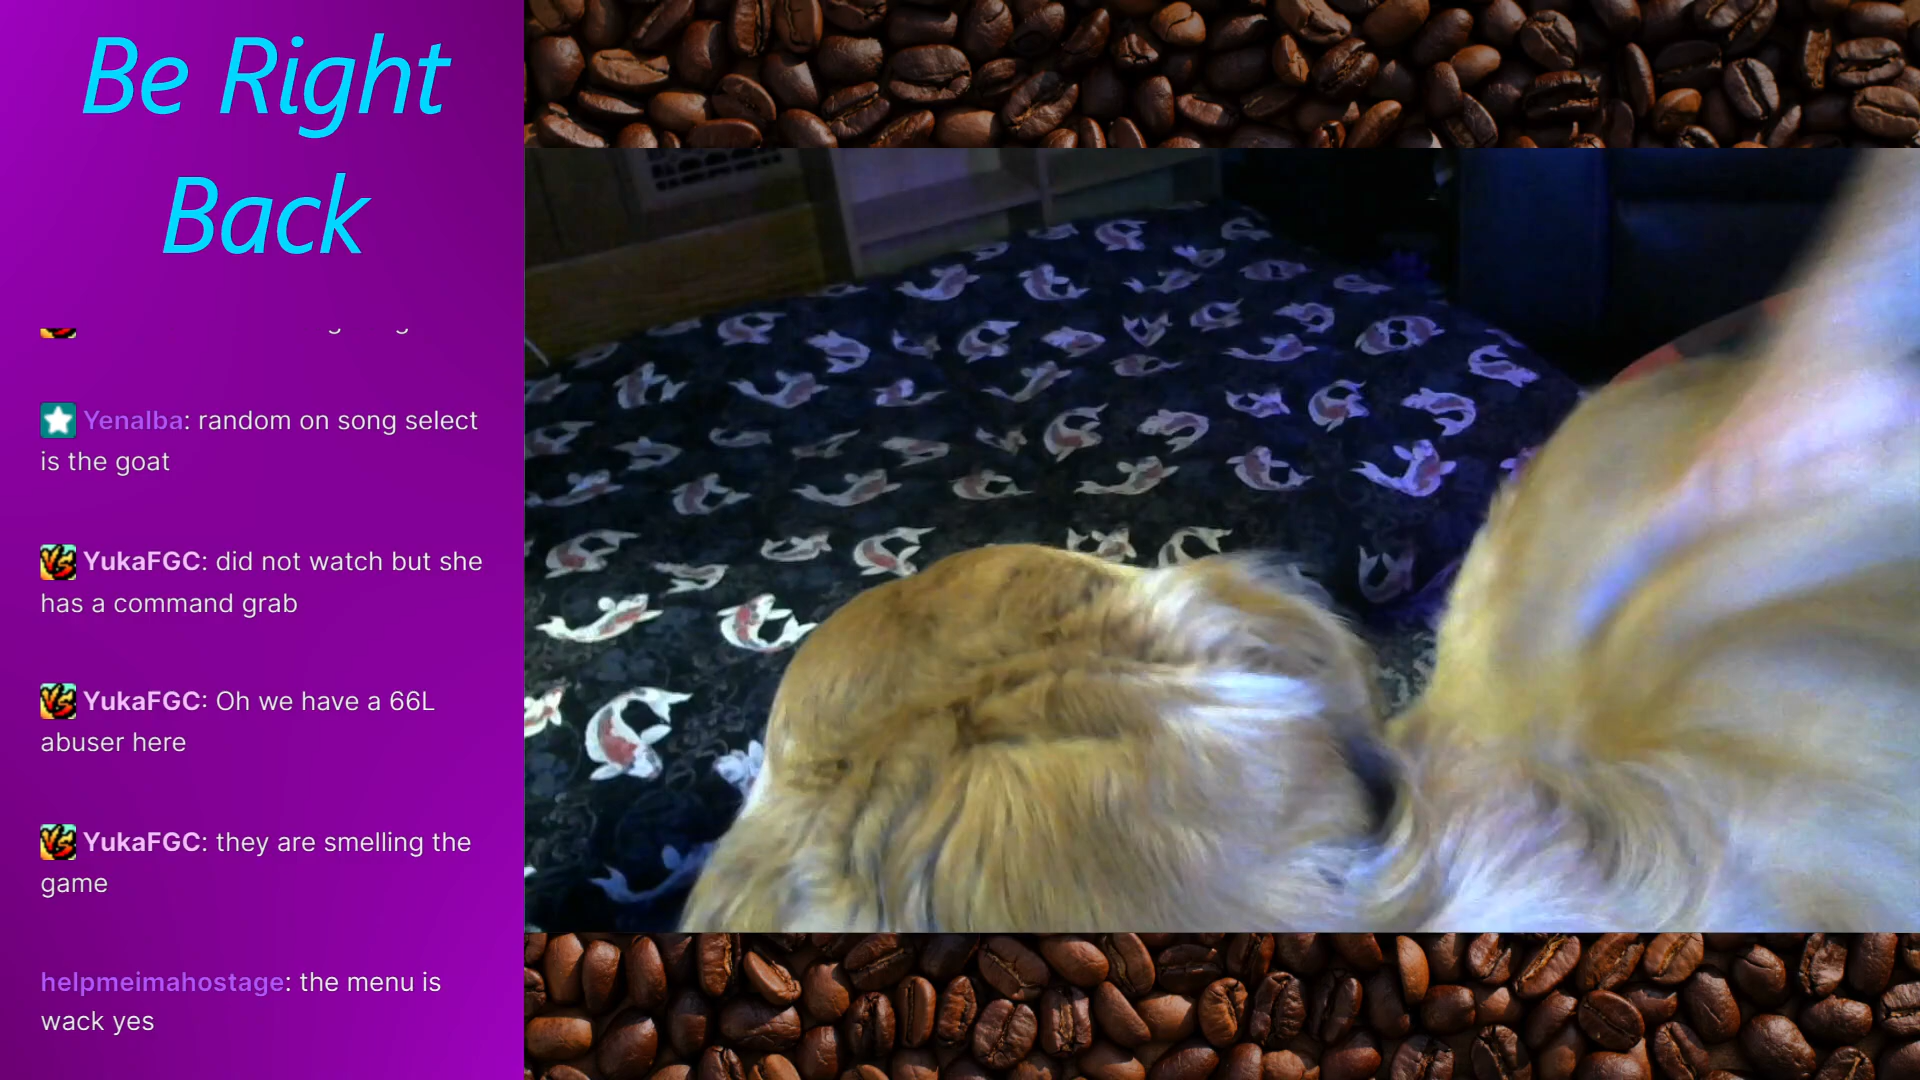 Be Right
Back
Yenalba: random on song select
is the goat
YukaFGC: did not watch but she
has a command grab
YukaFGC: Oh we have a 66L
abuser here
YukaFGC: they are smelling the
game
helpmeimahostage: the menu is
wack yes